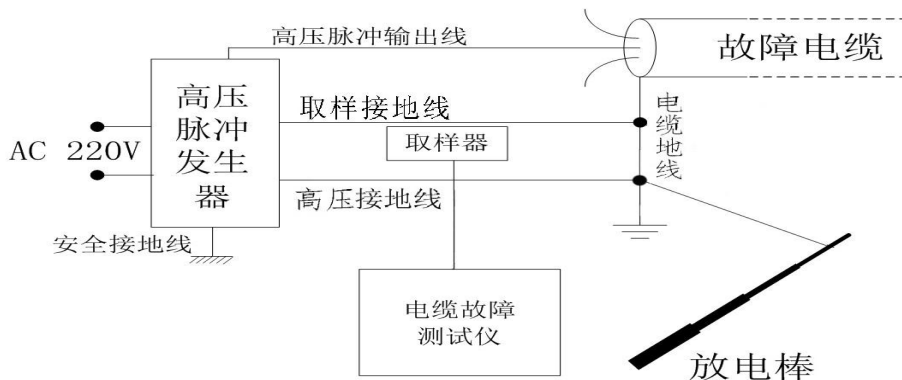 高压脉冲输出线
故障电缆
高压
脉冲
发生
器
取样接地线
电缆地线
AC 220V
取样器
高压接地线
安全接地线
电缆故障
测试仪
放电棒